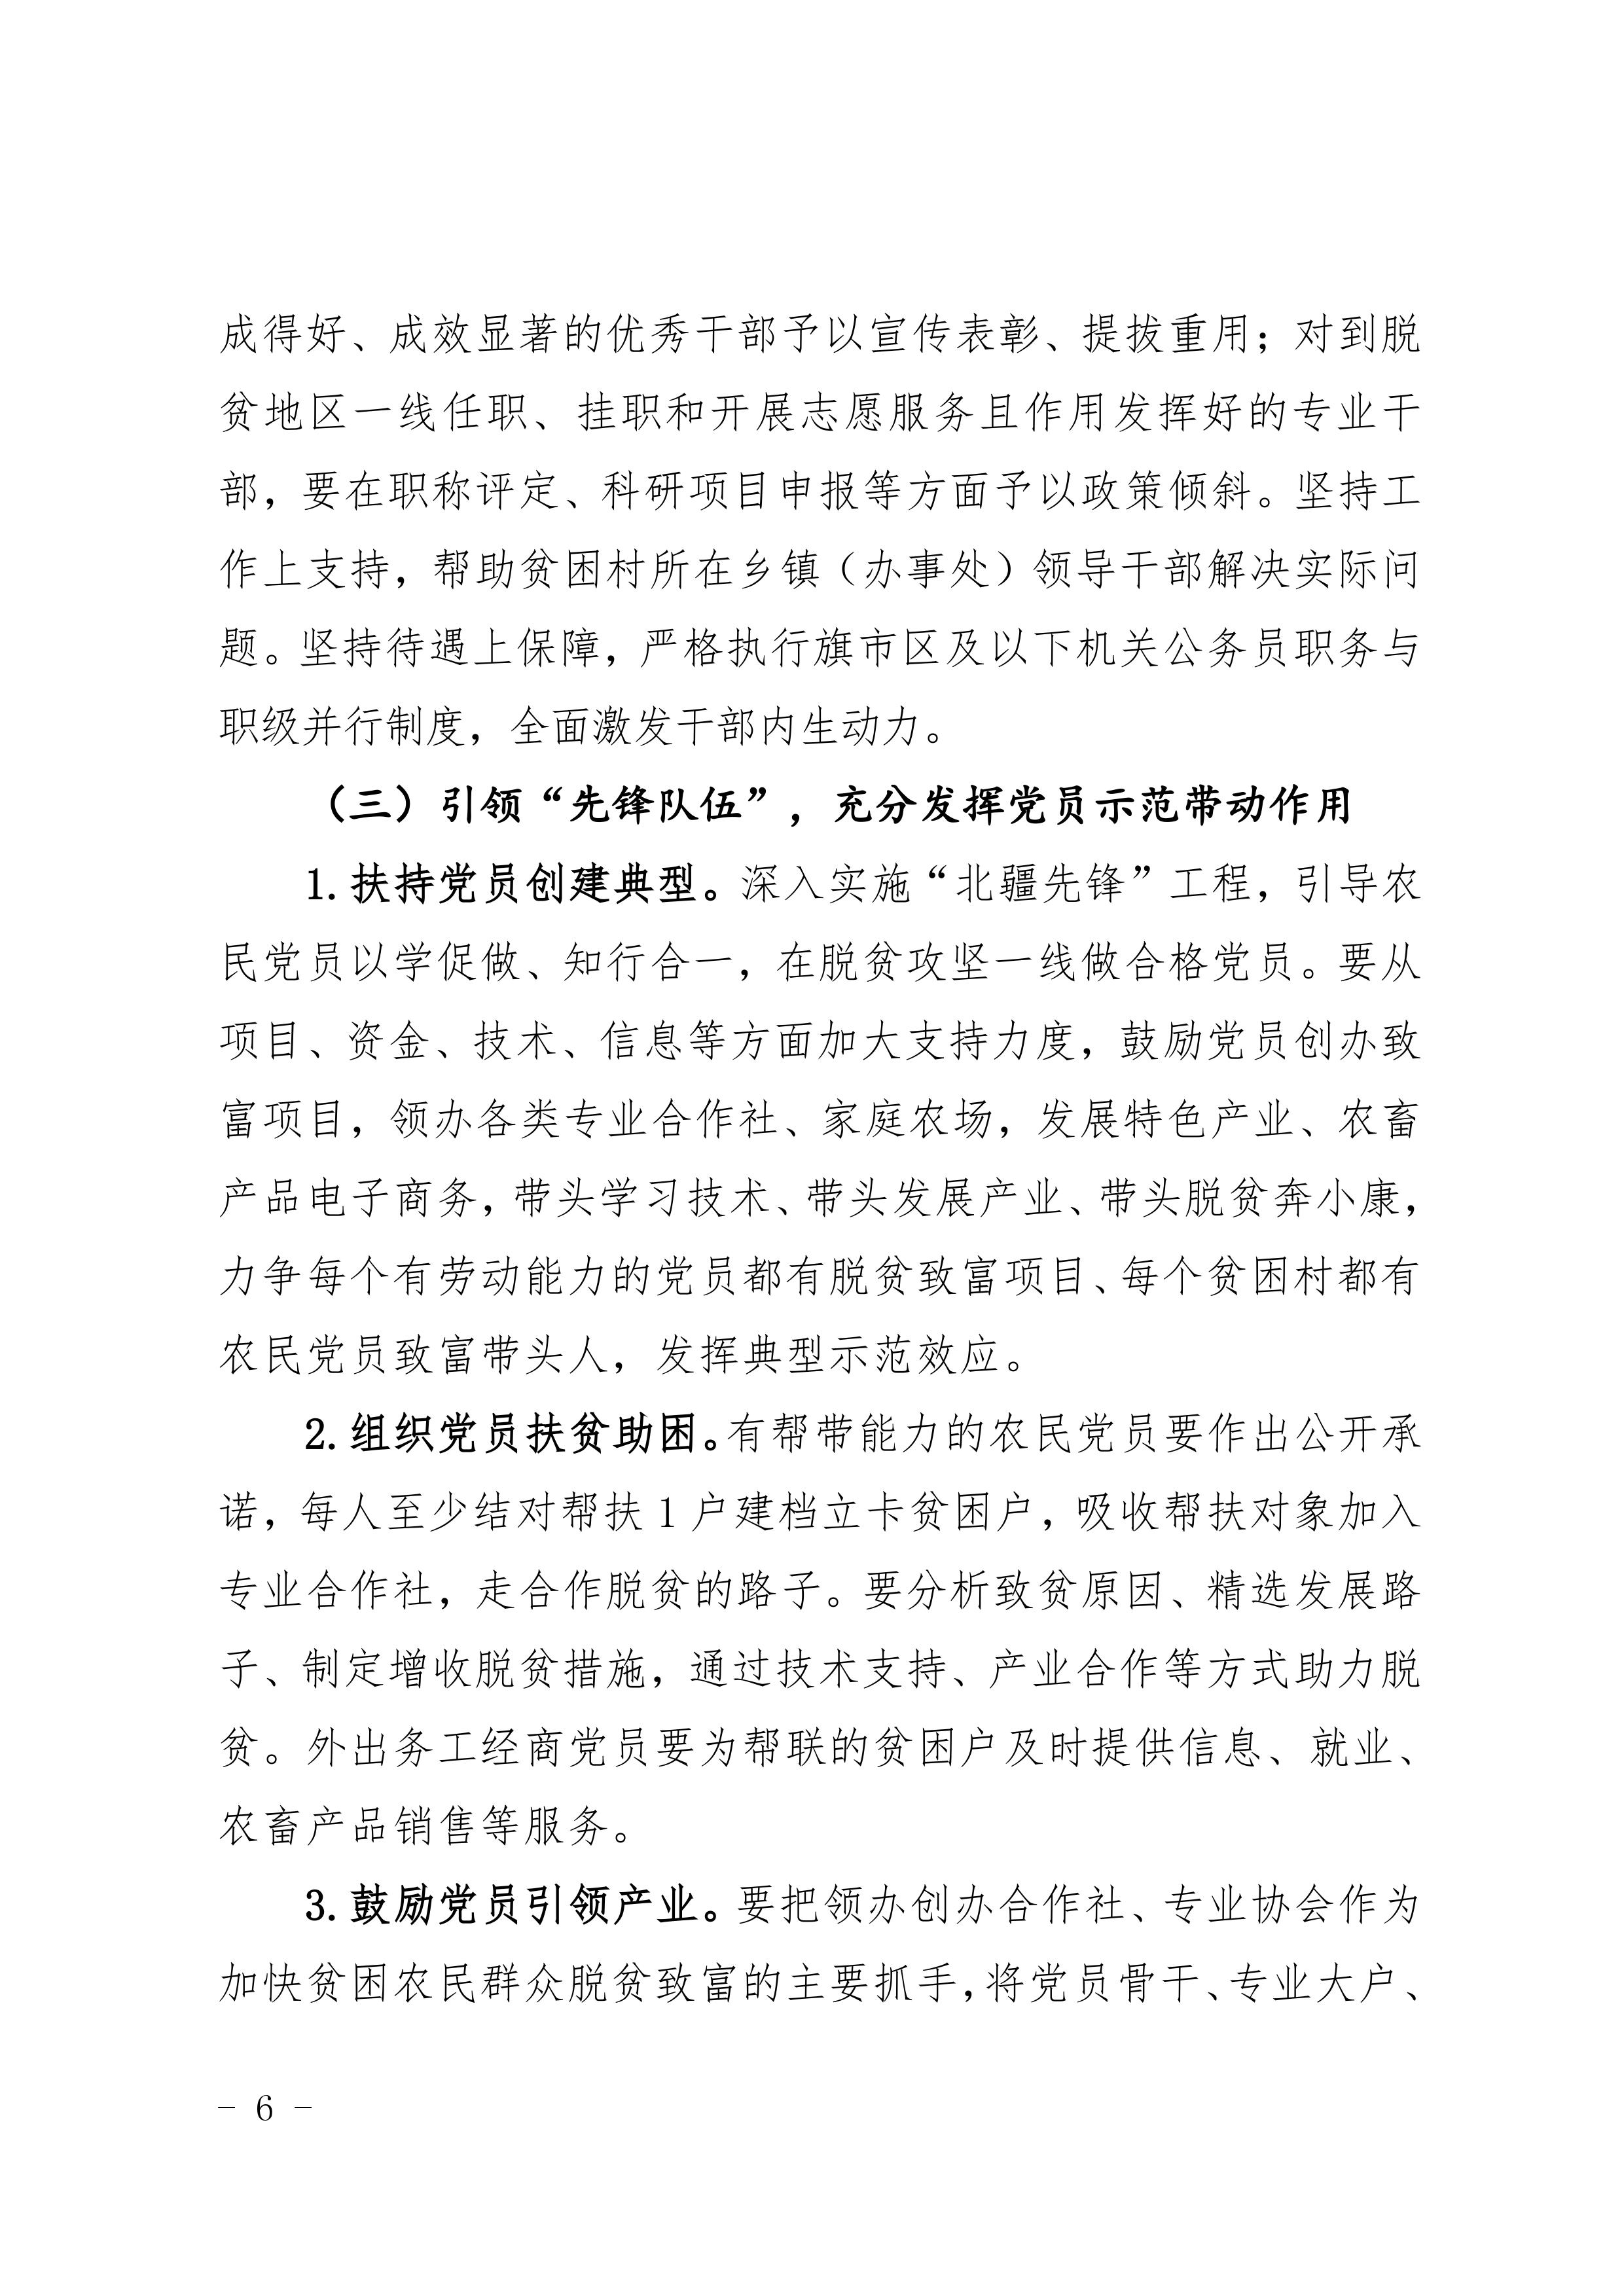 成得好、成效显著的优秀干部予以宣传表彰、提拔重用；对到脱
贫地区一线任职、挂职和开展志愿服务且作用发挥好的专业干
部，要在职称评定、科研项目申报等方面予以政策倾斜。坚持工
作上支持，帮助贫困村所在乡镇（办事处）领导干部解决实际问
题。坚持待遇上保障，严格执行旗市区及以下机关公务员职务与
职级并行制度，全面激发干部内生动力。
（三）引领“先锋队伍”，充分发挥党员示范带动作用
1.扶持党员创建典型。深入实施“北疆先锋”工程，引导农
民党员以学促做、知行合一，在脱贫攻坚一线做合格党员。要从
项目、资金、技术、信息等方面加大支持力度，鼓励党员创办致
富项目，领办各类专业合作社、家庭农场，发展特色产业、农畜
产品电子商务，带头学习技术、带头发展产业、带头脱贫奔小康，
力争每个有劳动能力的党员都有脱贫致富项目、每个贫困村都有
农民党员致富带头人，发挥典型示范效应。
2.组织党员扶贫助困。有帮带能力的农民党员要作出公开承
诺，每人至少结对帮扶 1 户建档立卡贫困户，吸收帮扶对象加入
专业合作社，走合作脱贫的路子。要分析致贫原因、精选发展路
子、制定增收脱贫措施，通过技术支持、产业合作等方式助力脱
贫。外出务工经商党员要为帮联的贫困户及时提供信息、就业、
农畜产品销售等服务。
3.鼓励党员引领产业。要把领办创办合作社、专业协会作为
加快贫困农民群众脱贫致富的主要抓手，将党员骨干、专业大户、
- 6 -